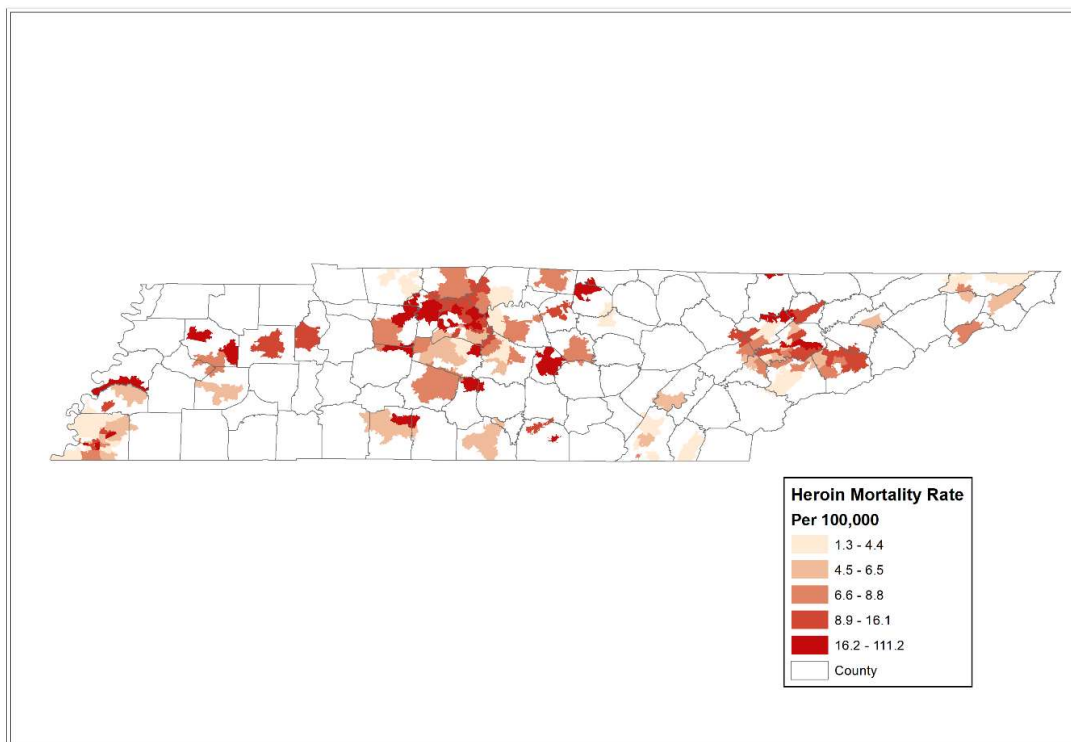 Heroin Mortality Rate
Per 100,000
1.3 - 4.4
4.5 - 6.5
6.6 - 8.8
8.9 - 16.1
16.2 - 111.2
County